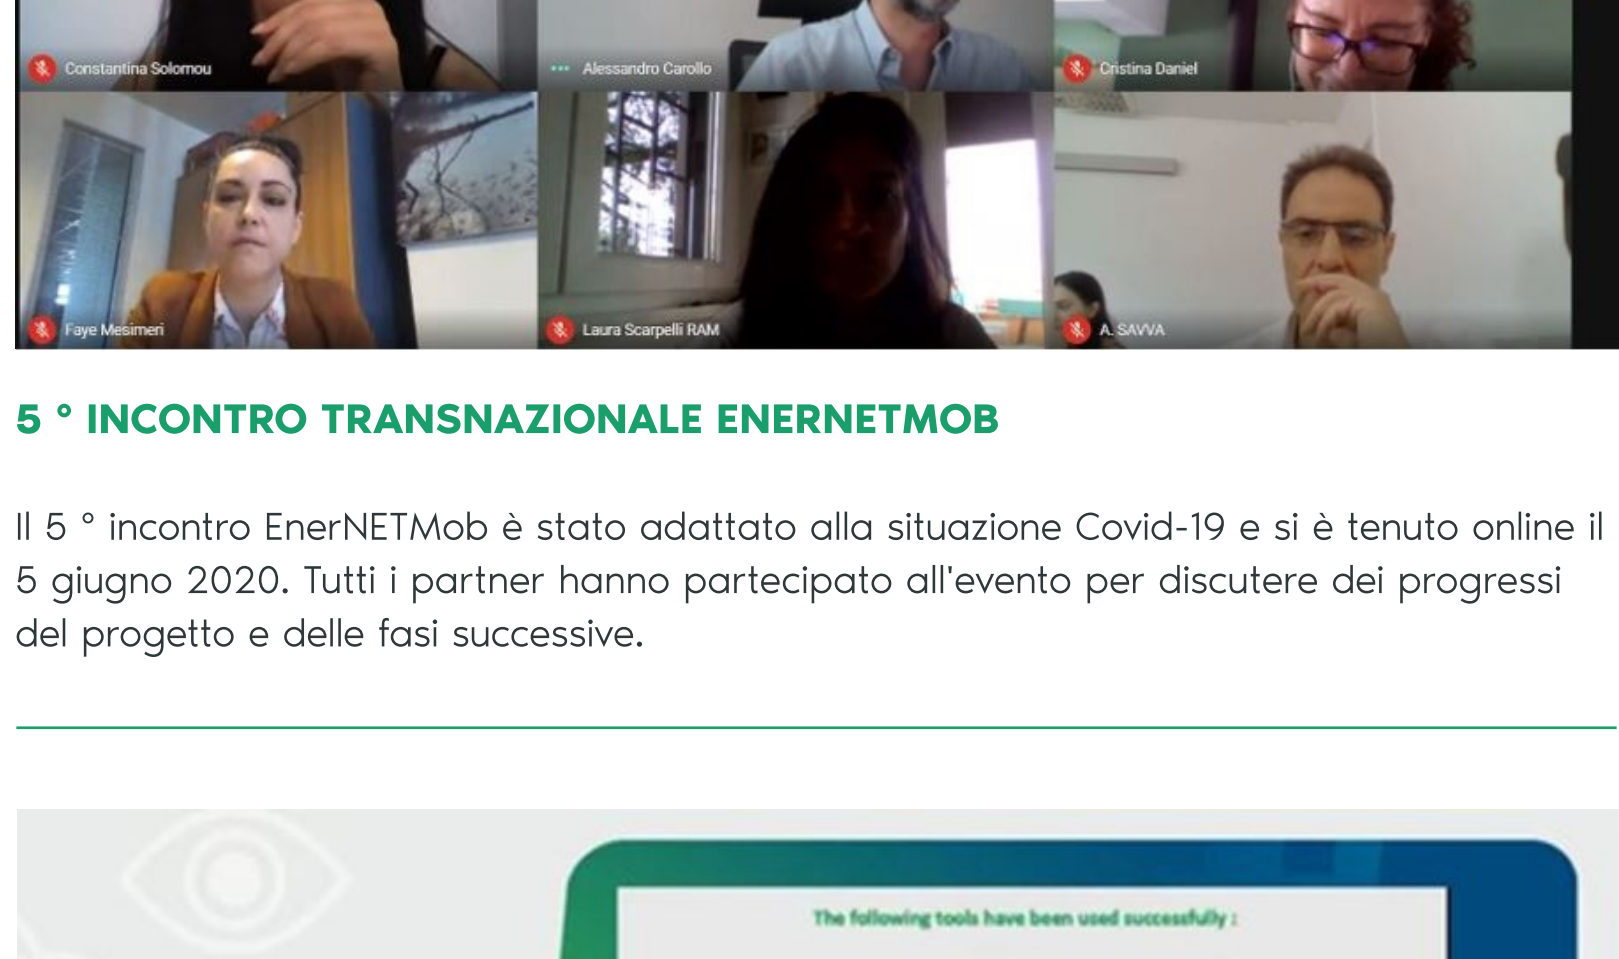 Constantina Solomou
Alessandro Carollo
Cristina Daniel
Faye Mesimeri
Laura Scarpelli RAM
A. SAVVA
5 ° INCONTRO TRANSNAZIONALE ENERNETMOB
Il 5 ° incontro EnerNETMob è stato adattato alla situazione Covid-19 e si è tenuto online il
5 giugno 2020. Tutti i partner hanno partecipato all'evento per discutere dei progressi
del progetto e delle fasi successive.
The following tools have been used successfully :